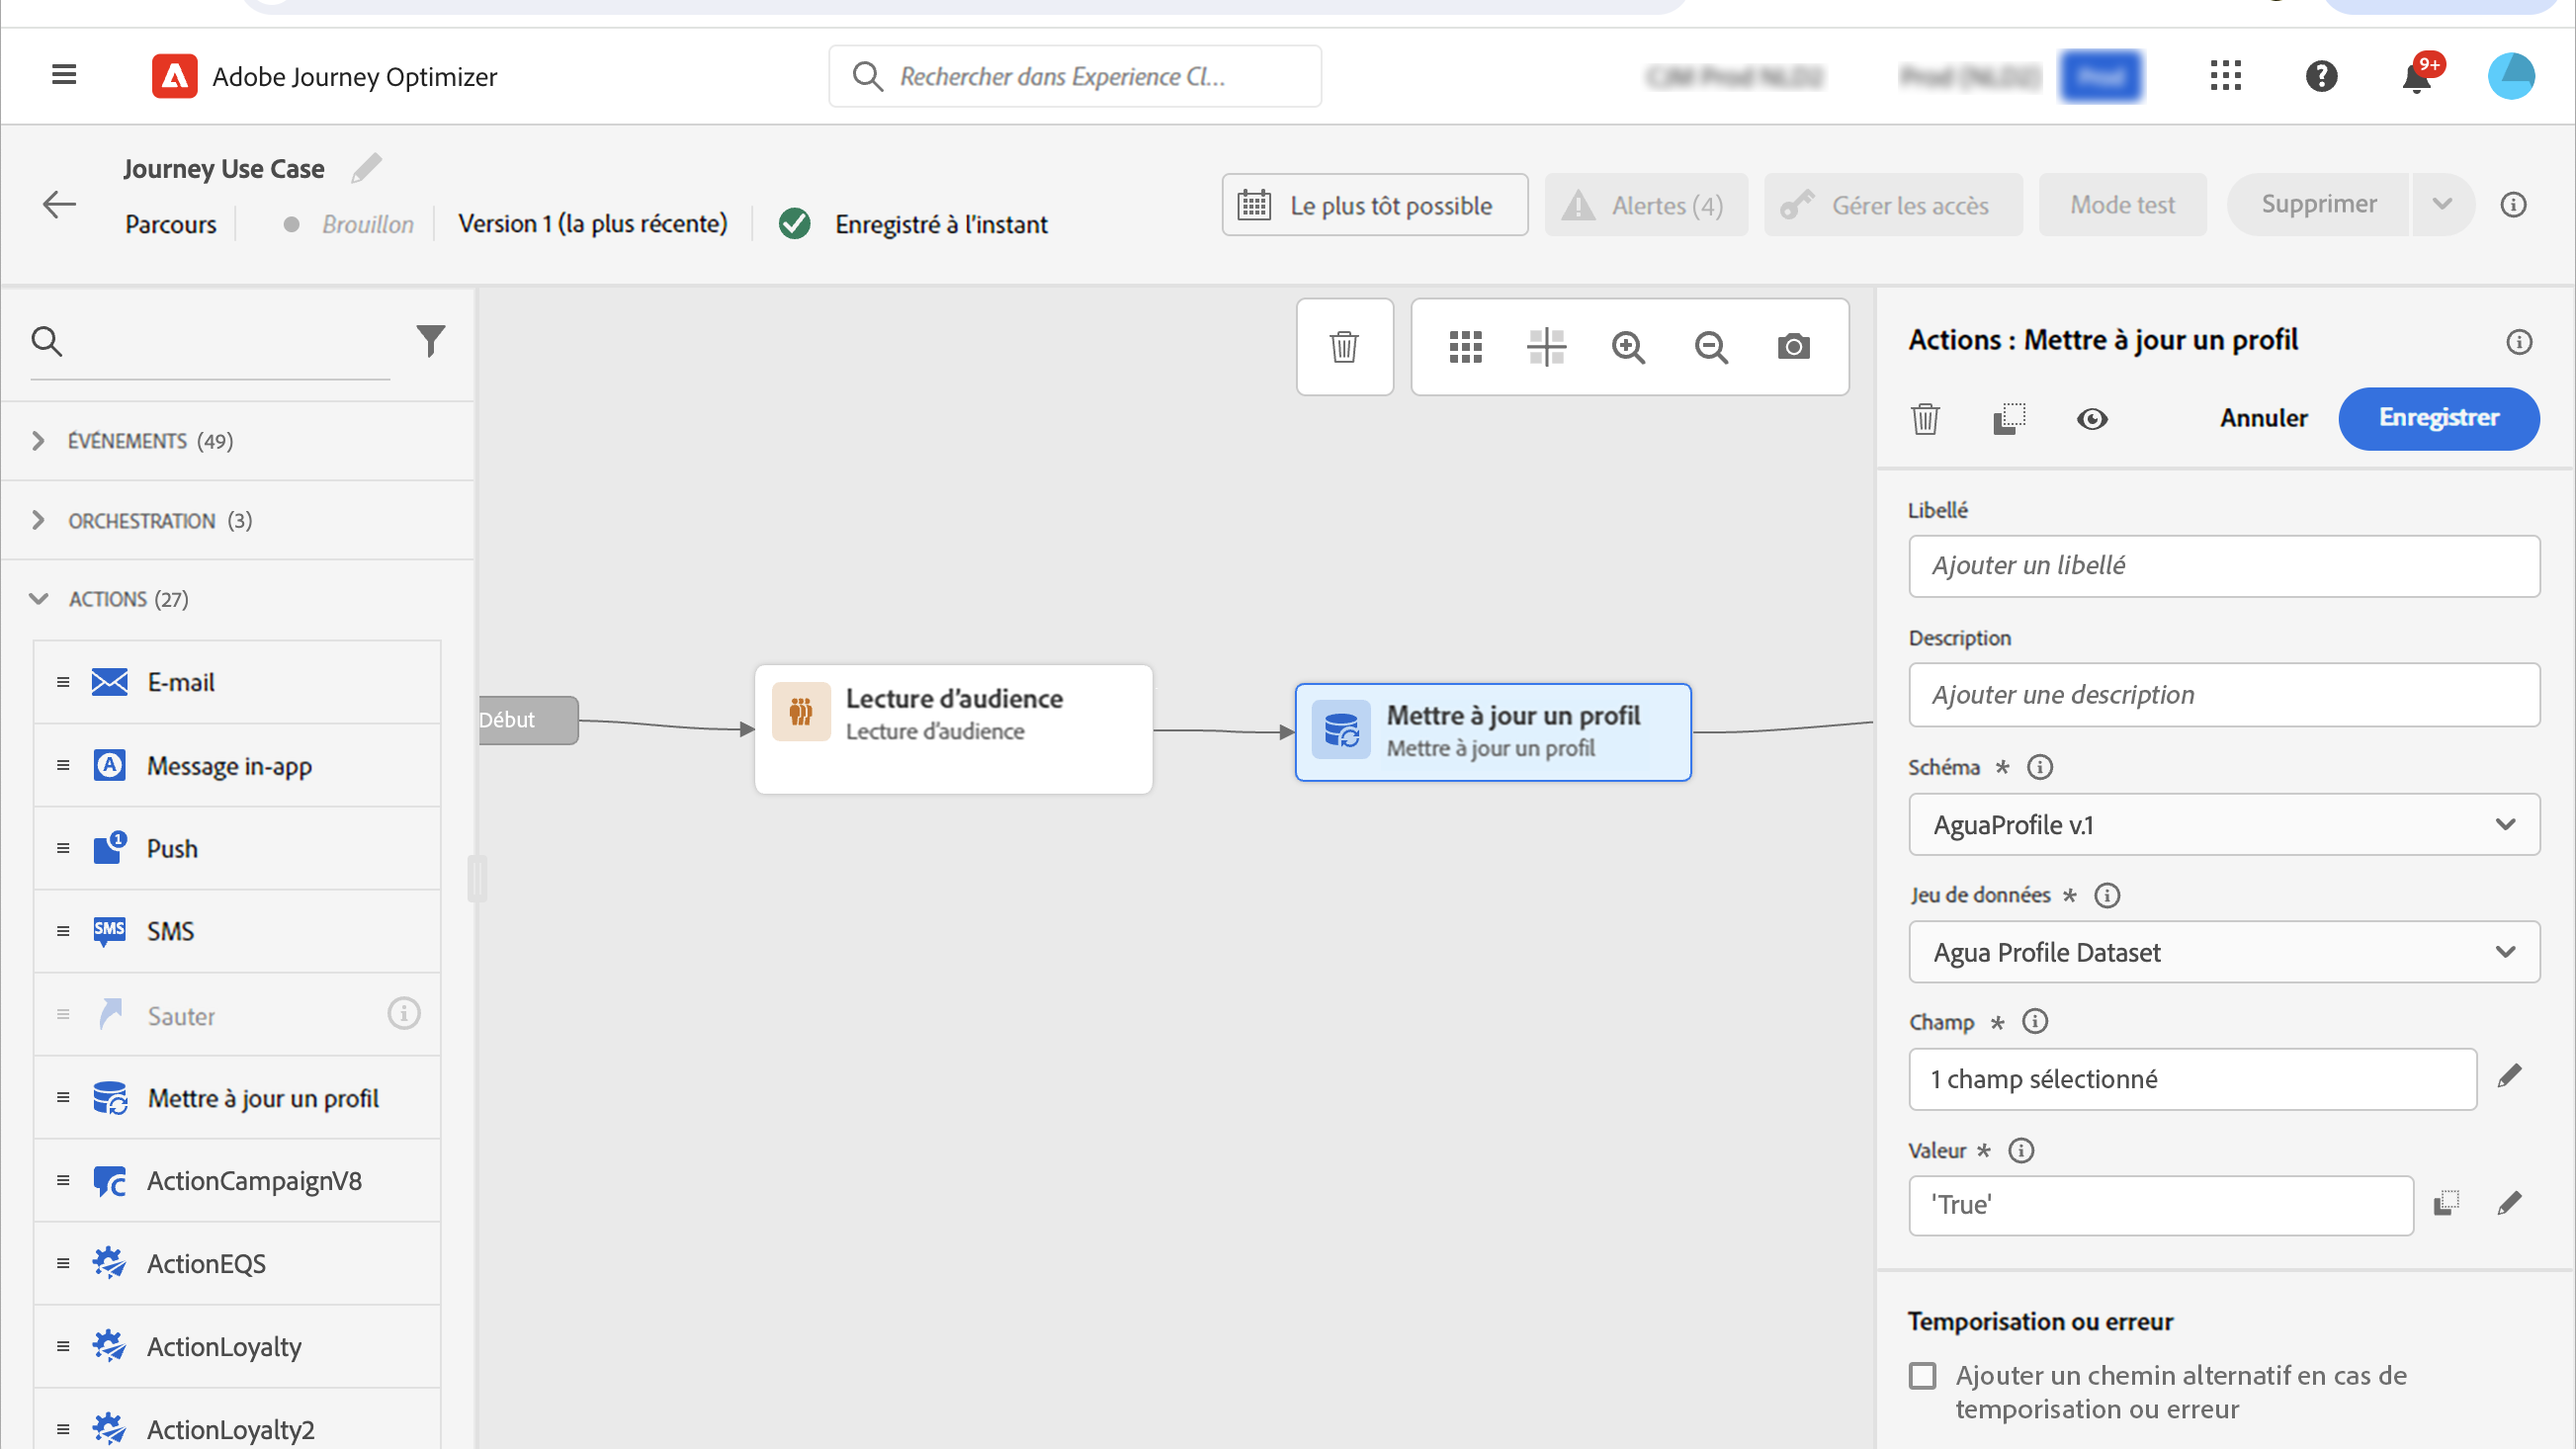 Adobe Journey Optimizer
Rechercher dans Experience Cl...
9+
Journey Use Case
Parcours
Brouillon
Version 1 (la plus récente)
Enregistré à l’instant
Le plus tôt possible
Alertes (4)
Gérer les accès
Mode test
Supprimer
ÉVÉNEMENTS (49)
ORCHESTRATION (3)
ACTIONS (27)
E-mail
Message in-app
1
Push
SMS
SMS
Sauter
Mettre à jour un profil
ActionCampaignV8
ActionEQS
ActionLoyalty
ActionLoyalty2
Début
Lecture d’audience
Lecture d’audience
Mettre à jour un profil
Mettre à jour un profil
Actions : Mettre à jour un profil
Annuler
Enregistrer
Libellé
Ajouter un libellé
Description
Ajouter une description
Schéma *
AguaProfile v.1
Jeu de données *
Agua Profile Dataset
Champ *
1 champ sélectionné
Valeur *
'True'
Temporisation ou erreur
Ajouter un chemin alternatif en cas de
temporisation ou erreur